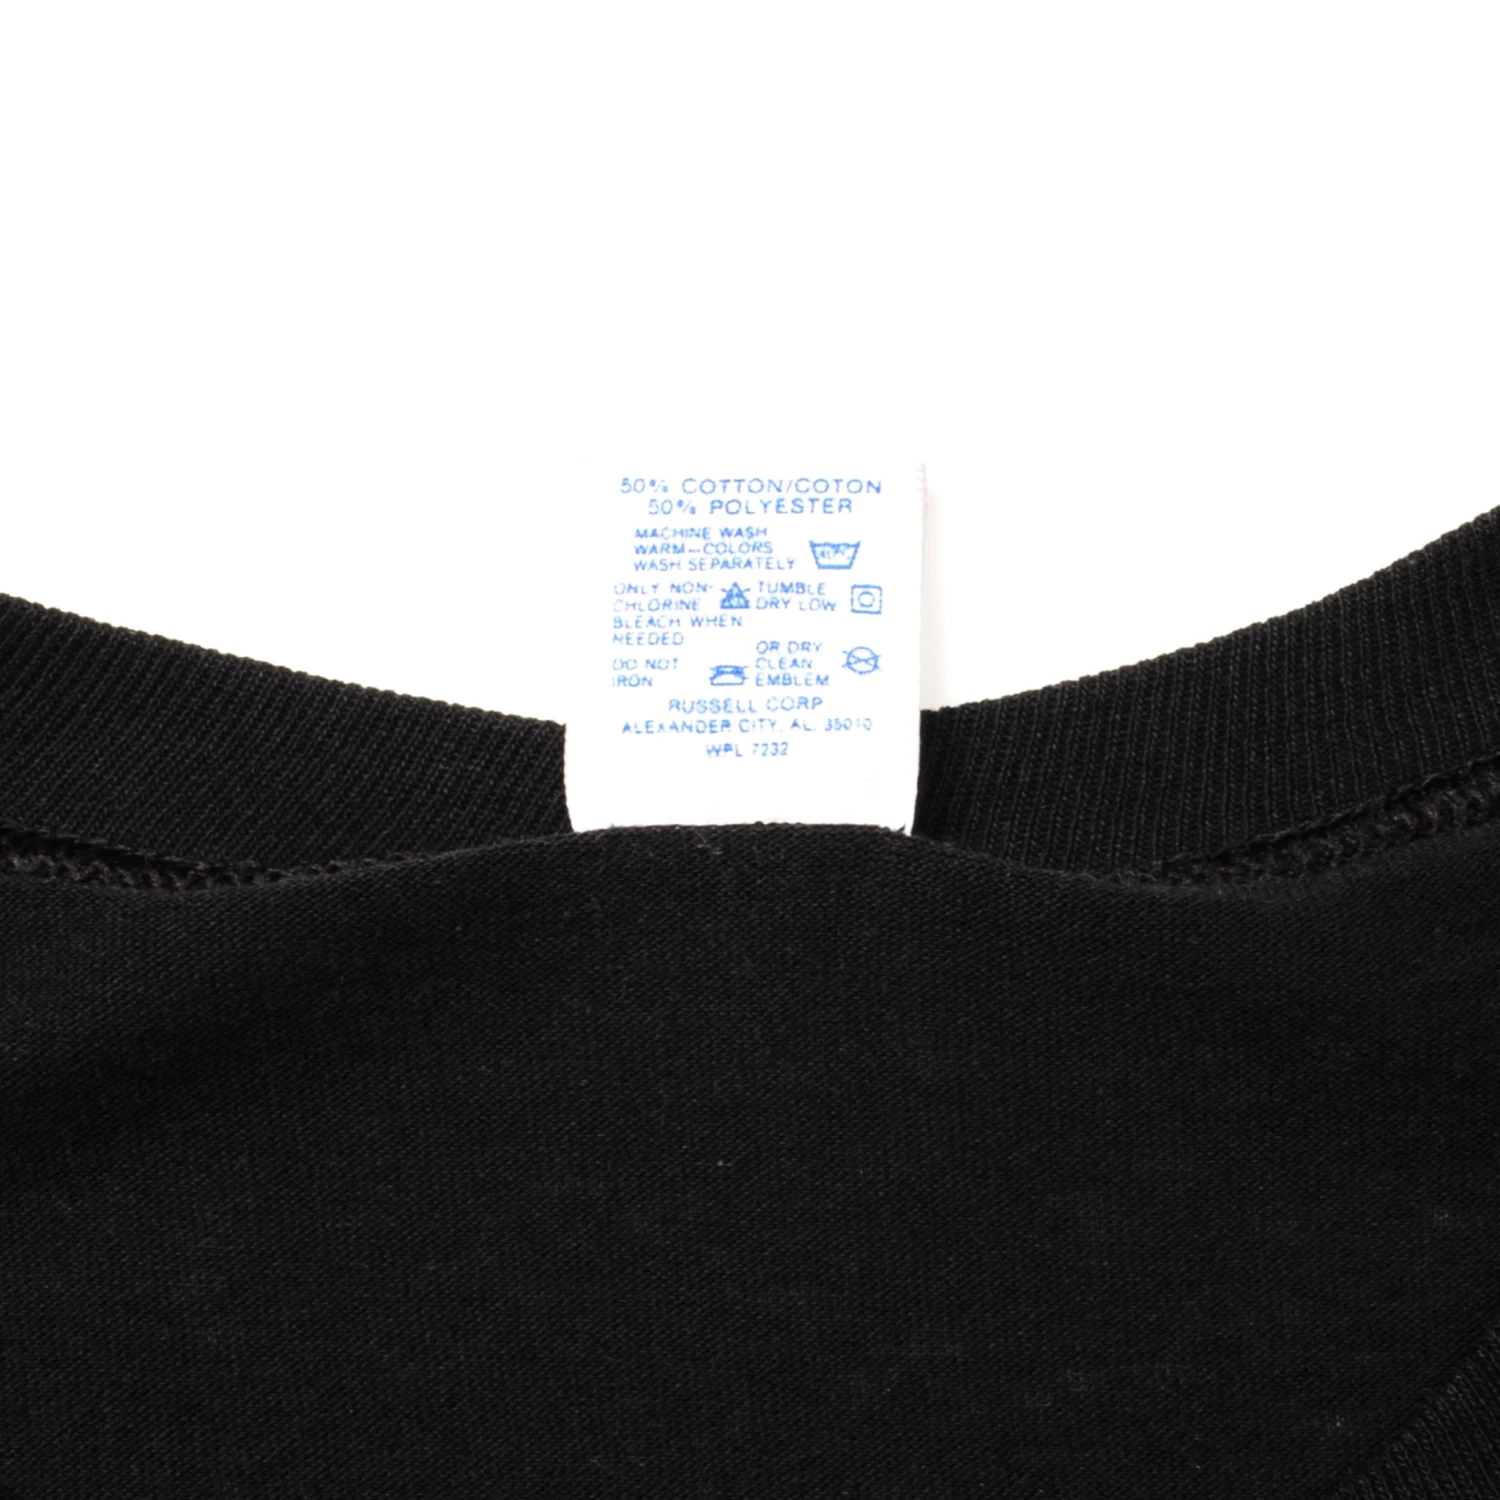 50% COTTON/COTON
50% POLYESTER
MACHINE WASH
WARM-COLORS
WASH SEPARATELY
ONLY NON-
CHLORINE
BLEACH WHEN
NEEDED
TUMBLE
DRY LOW
DO NOT
IRON
OR DRY
CLEAN
EMBLEM
RUSSELL CORP
ALEXANDER CITY, AL. 35010
WPL 7232